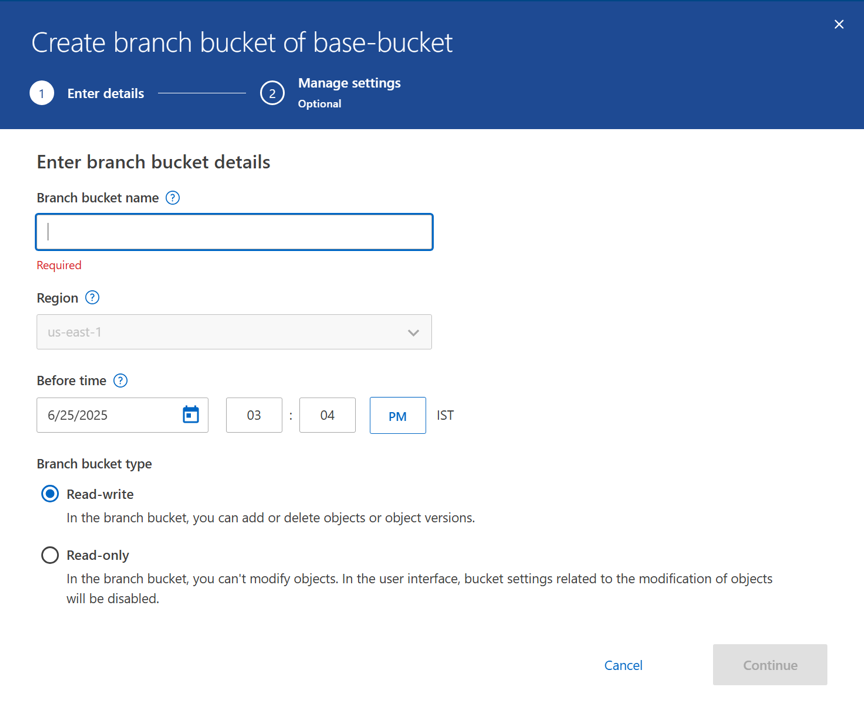 Create branch bucket of base-bucket
1 Enter details
2 Manage settings
Optional
Enter branch bucket details
Branch bucket name ?
Required
Region ?
us-east-1
Before time ?
6/25/2025 03 : 04 PM IST
Branch bucket type
Read-write
In the branch bucket, you can add or delete objects or object versions.
Read-only
In the branch bucket, you can't modify objects. In the user interface, bucket settings related to the modification of objects
will be disabled.
Cancel Continue